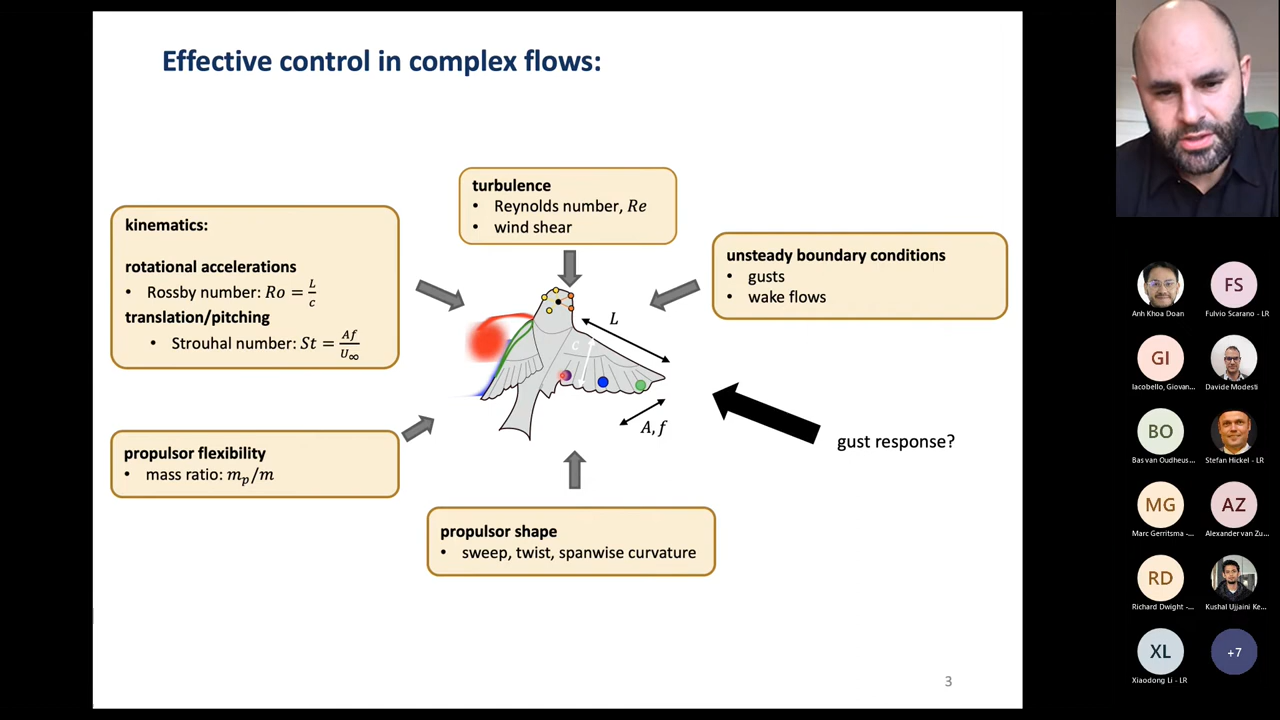 Effective control in complex flows:
turbulence
• Reynolds number, Re
• wind shear
kinematics:
rotational accelerations
• Rossby number: Ro = L/c
translation/pitching
• Strouhal number: St = Af/U∞
unsteady boundary conditions
• gusts
• wake flows
L
c
A, f
gust response?
propulsor flexibility
• mass ratio: mₚ/m
propulsor shape
• sweep, twist, spanwise curvature
3
Anh Khoa Doan
FS
Fulvio Scarano - LR
GI
Iacobello, Giovan...
Davide Modesti
BO
Bas van Oudheus...
Stefan Hickel - LR
MG
Marc Gerritsma -...
AZ
Alexander van Zu...
RD
Richard Dwight -...
Kushal Ujjaini Ke...
XL
Xiaodong Li - LR
+7